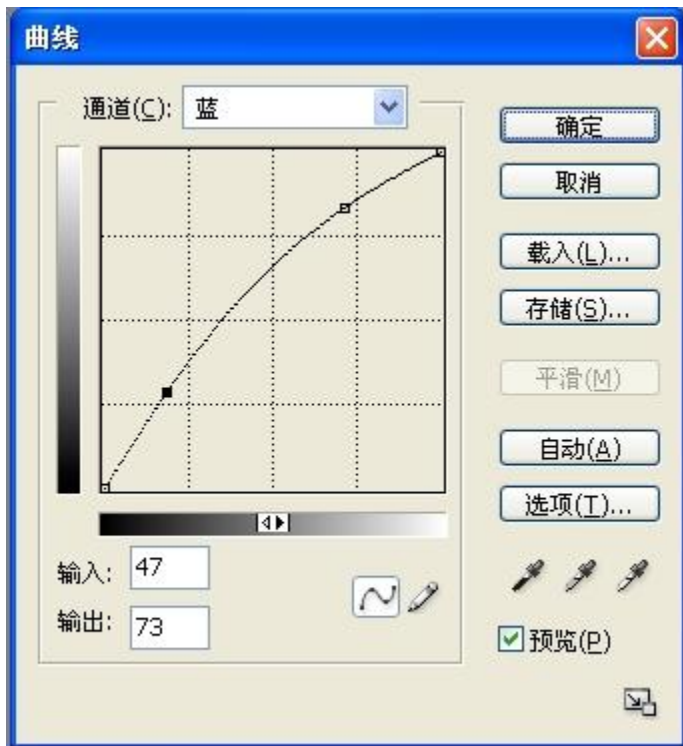 曲线
通道(C): 蓝
确定
取消
载入(L)...
存储(S)...
平滑(M)
自动(A)
选项(T)...
输入: 47
输出: 73
预览(P)